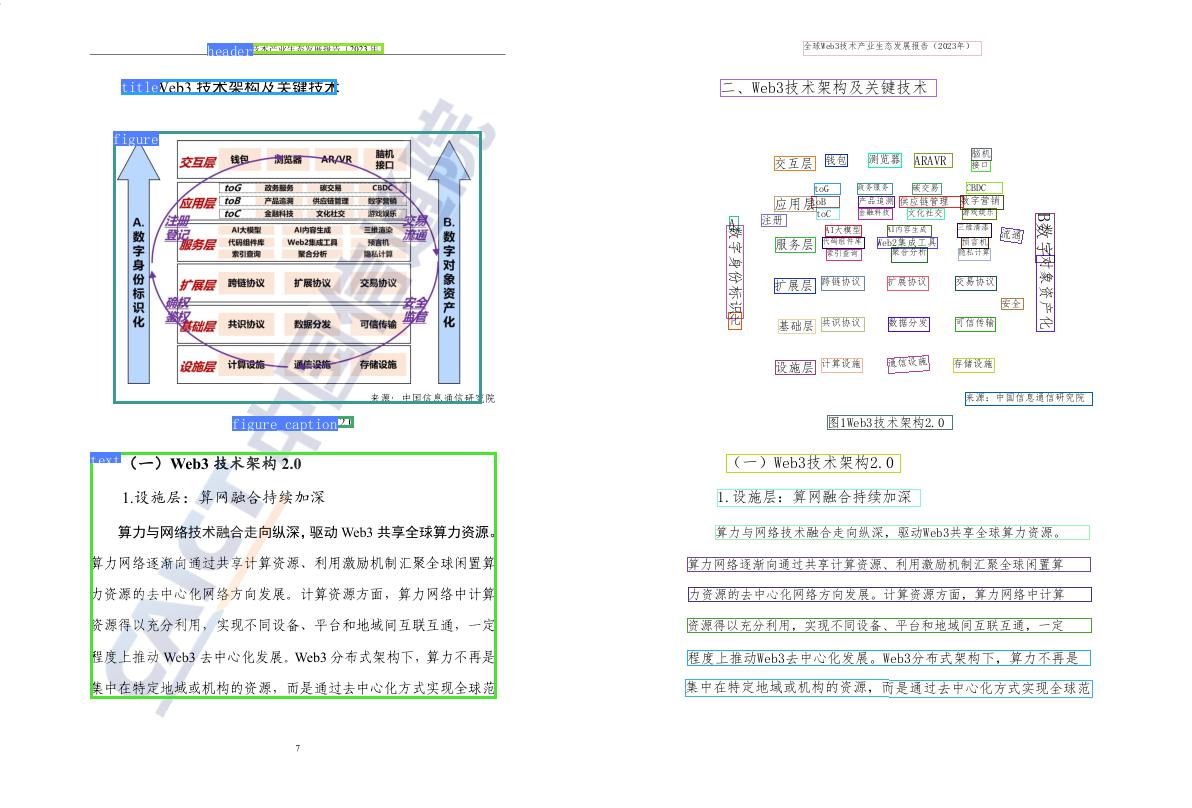 header 技术产业生态发展报告（2023年）
title Web3 技术架构及关键技术
figure
A.数字身份标识化
B.数字对象资产化
交互层 钱包 浏览器 AR/VR 脑机接口
应用层
toG 政务服务 碳交易 CBDC
toB 产品追溯 供应链管理 数字营销
toC 金融科技 文化社交 游戏娱乐
注册登记
交易流通
服务层
AI大模型 AI内容生成 三维渲染
代码组件库 Web2集成工具 预言机
索引查询 聚合分析 隐私计算
扩展层 跨链协议 扩展协议 交易协议
确权鉴权
安全监管
基础层 共识协议 数据分发 可信传输
设施层 计算设施 通信设施 存储设施
来源：中国信息通信研究院
figure_caption 2.0
text
（一）Web3 技术架构 2.0
1.设施层：算网融合持续加深
算力与网络技术融合走向纵深，驱动 Web3 共享全球算力资源。
算力网络逐渐向通过共享计算资源、利用激励机制汇聚全球闲置算
力资源的去中心化网络方向发展。计算资源方面，算力网络中计算
资源得以充分利用，实现不同设备、平台和地域间互联互通，一定
程度上推动 Web3 去中心化发展。Web3 分布式架构下，算力不再是
集中在特定地域或机构的资源，而是通过去中心化方式实现全球范
7
CAICT 中国信通院
全球Web3技术产业生态发展报告（2023年）
二、Web3技术架构及关键技术
交互层 钱包 测览器 ARAVR 脑机接口
应用层
toG 政务服务 碳交易 CBDC
toB 产品追溯 供应链管理 数字营销
toC 金融科技 文化社交 游戏娱乐
注册
数字身份标识
B数字对象资产化
服务层
AI大模型 AI内容生成 三维渲染
代码组件库 Web2集成工具 预言机
索引查询 聚合分析 隐私计算
流通
扩展层 跨链协议 扩展协议 交易协议
安全
基础层 共识协议 数据分发 可信传输
设施层 计算设施 通信设施 存储设施
来源：中国信息通信研究院
图1Web3技术架构2.0
（一）Web3技术架构2.0
1.设施层：算网融合持续加深
算力与网络技术融合走向纵深，驱动Web3共享全球算力资源。
算力网络逐渐向通过共享计算资源、利用激励机制汇聚全球闲置算
力资源的去中心化网络方向发展。计算资源方面，算力网络中计算
资源得以充分利用，实现不同设备、平台和地域间互联互通，一定
程度上推动Web3去中心化发展。Web3分布式架构下，算力不再是
集中在特定地域或机构的资源，而是通过去中心化方式实现全球范